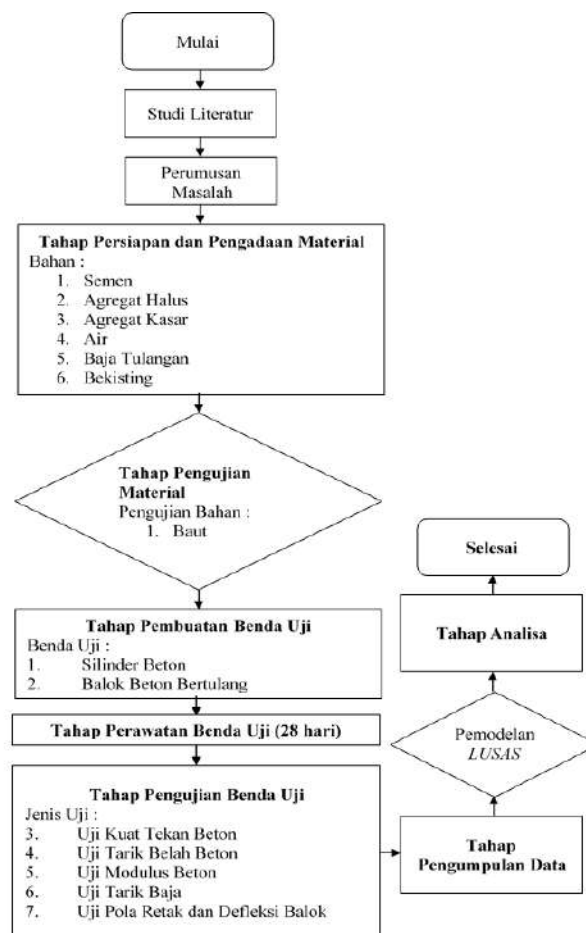 Mulai
Studi Literatur
Perumusan
Masalah
Tahap Persiapan dan Pengadaan Material
Bahan :
1. Semen
2. Agregat Halus
3. Agregat Kasar
4. Air
5. Baja Tulangan
6. Bekisting
Tahap Pengujian
Material
Pengujian Bahan :
1. Baut
Tahap Pembuatan Benda Uji
Benda Uji :
1. Silinder Beton
2. Balok Beton Bertulang
Tahap Perawatan Benda Uji (28 hari)
Tahap Pengujian Benda Uji
Jenis Uji :
3. Uji Kuat Tekan Beton
4. Uji Tarik Belah Beton
5. Uji Modulus Beton
6. Uji Tarik Baja
7. Uji Pola Retak dan Defleksi Balok
Tahap
Pengumpulan Data
Pemodelan
LUSAS
Tahap Analisa
Selesai